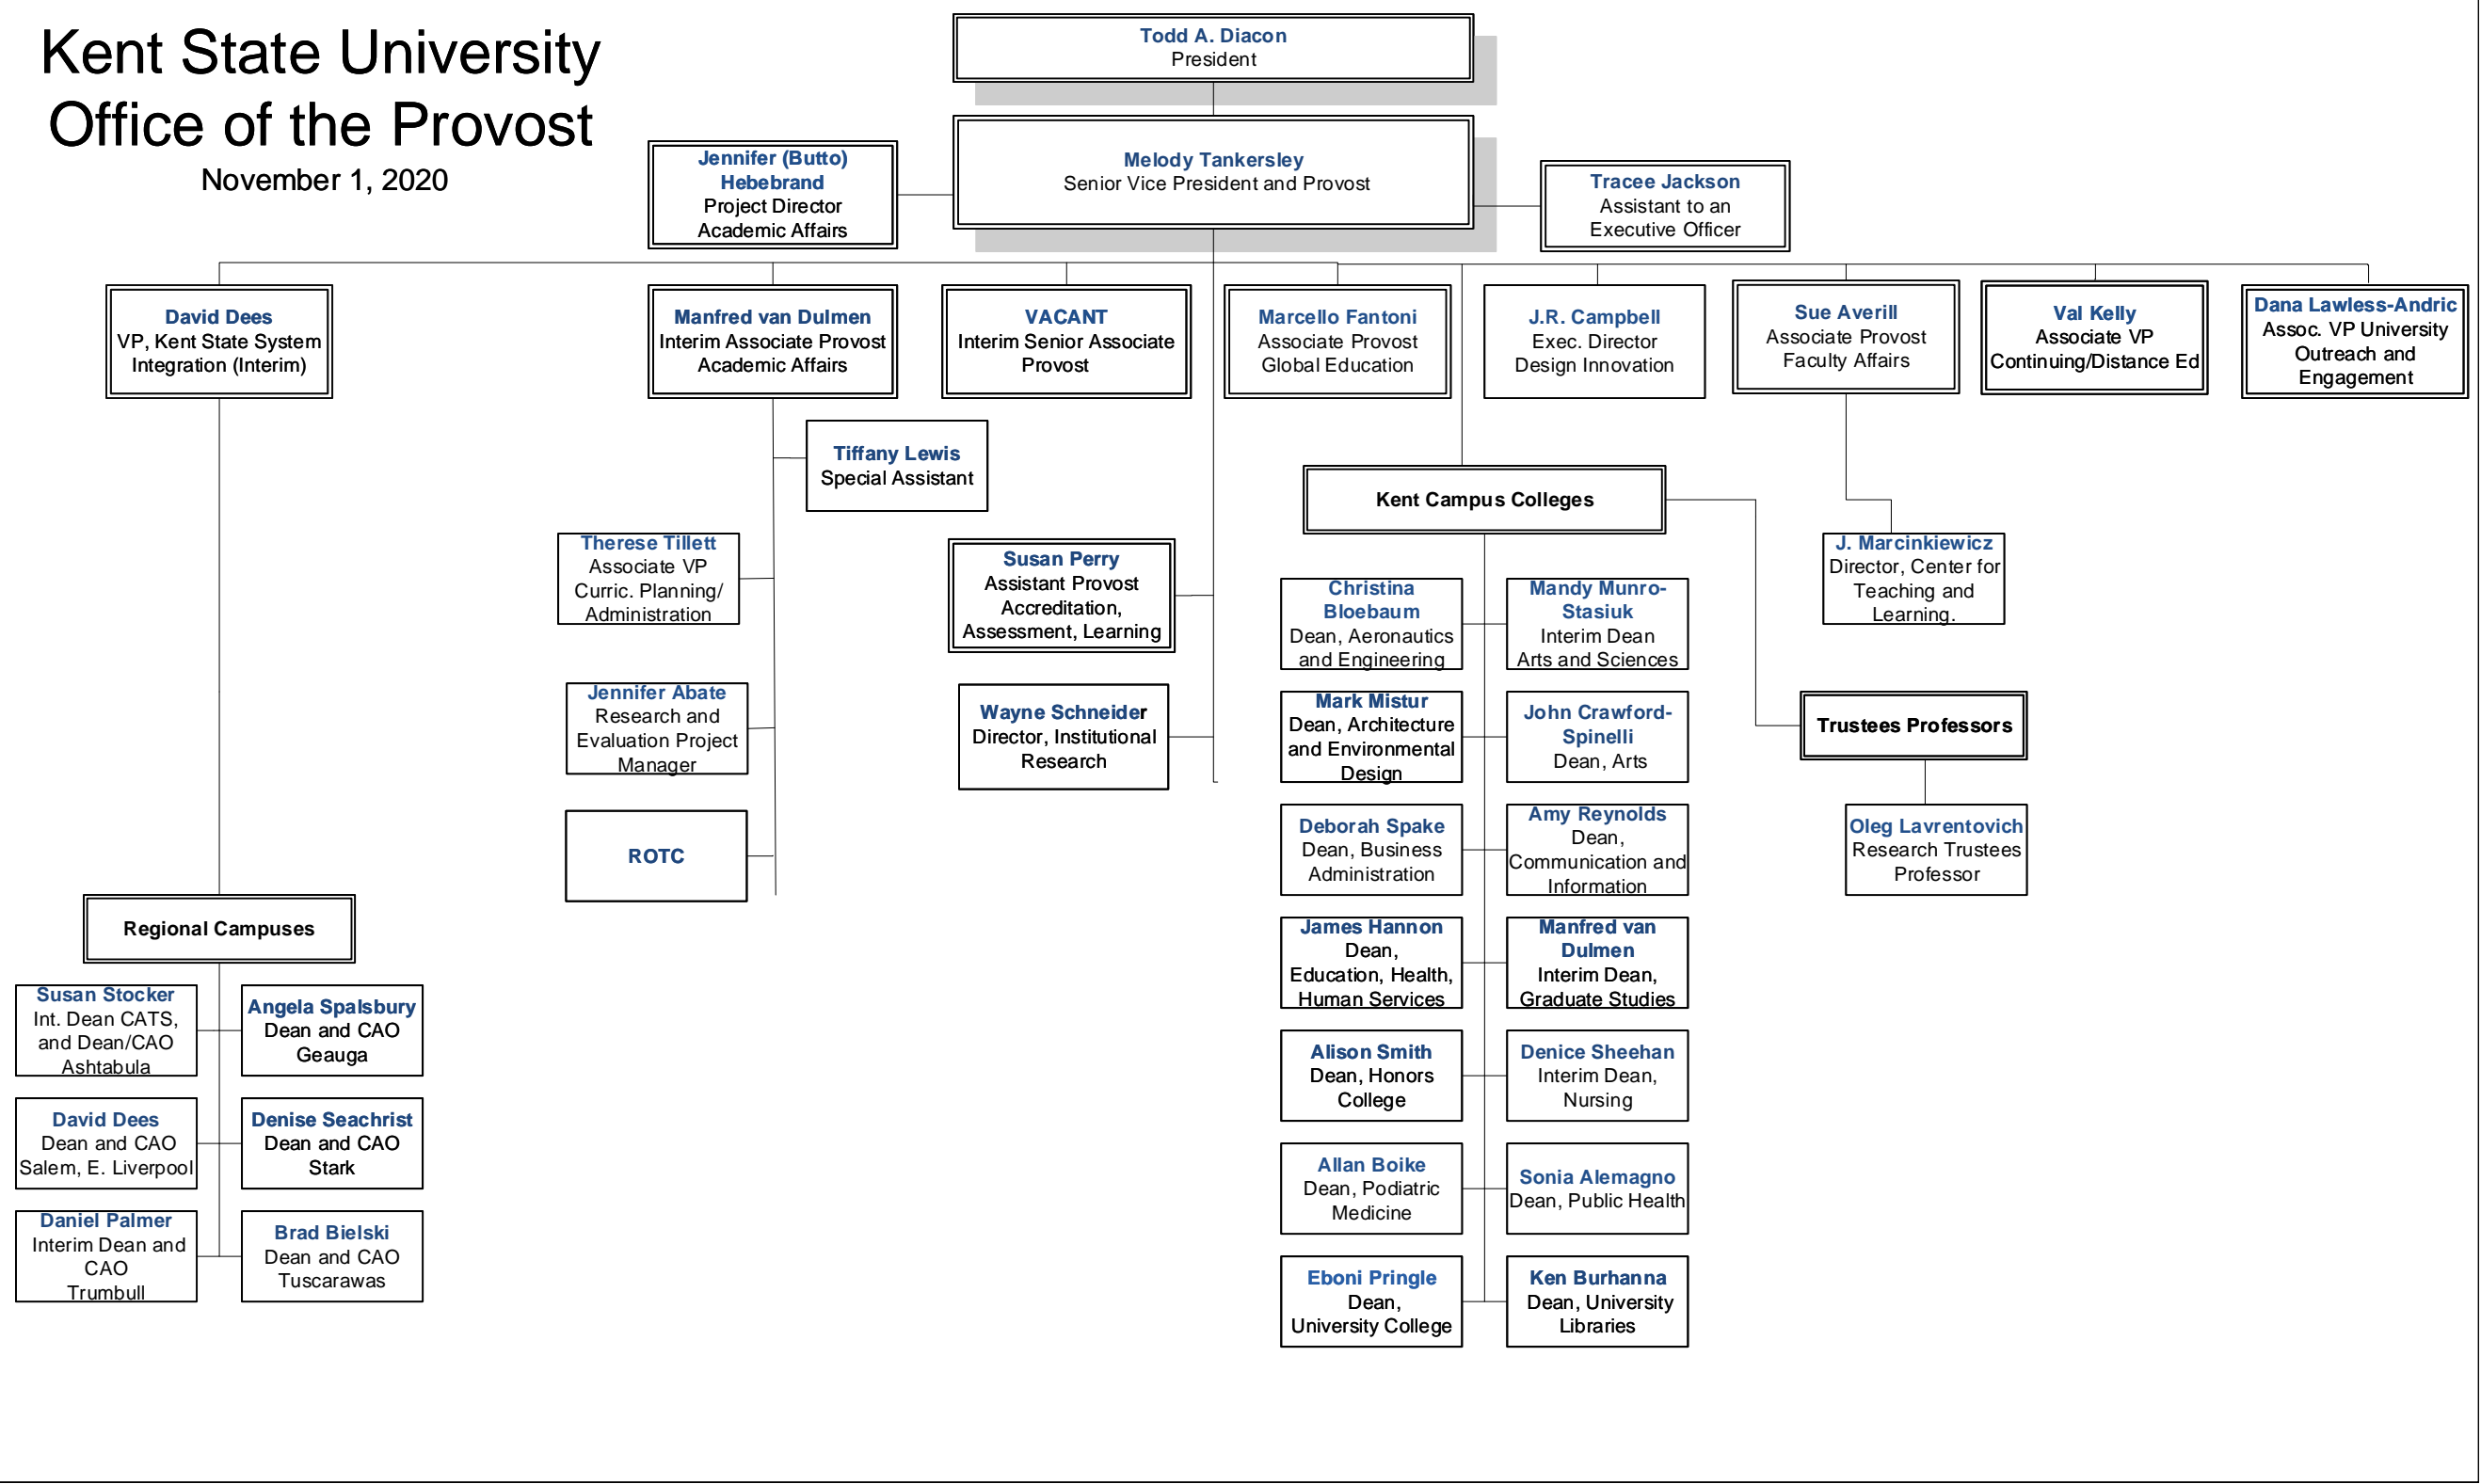 Kent State University
Office of the Provost
November 1, 2020
Todd A. Diacon
President
Melody Tankersley
Senior Vice President and Provost
Jennifer (Butto)
Hebebrand
Project Director
Academic Affairs
Tracee Jackson
Assistant to an
Executive Officer
David Dees
VP, Kent State System
Integration (Interim)
Manfred van Dulmen
Interim Associate Provost
Academic Affairs
VACANT
Interim Senior Associate
Provost
Marcello Fantoni
Associate Provost
Global Education
J.R. Campbell
Exec. Director
Design Innovation
Sue Averill
Associate Provost
Faculty Affairs
Val Kelly
Associate VP
Continuing/Distance Ed
Dana Lawless-Andric
Assoc. VP University
Outreach and
Engagement
Tiffany Lewis
Special Assistant
Therese Tillett
Associate VP
Curric. Planning/
Administration
Jennifer Abate
Research and
Evaluation Project
Manager
ROTC
Susan Perry
Assistant Provost
Accreditation,
Assessment, Learning
Wayne Schneider
Director, Institutional
Research
Kent Campus Colleges
Christina
Bloebaum
Dean, Aeronautics
and Engineering
Mandy Munro-
Stasiuk
Interim Dean
Arts and Sciences
Mark Mistur
Dean, Architecture
and Environmental
Design
John Crawford-
Spinelli
Dean, Arts
Deborah Spake
Dean, Business
Administration
Amy Reynolds
Dean,
Communication and
Information
James Hannon
Dean,
Education, Health,
Human Services
Manfred van
Dulmen
Interim Dean,
Graduate Studies
Alison Smith
Dean, Honors
College
Denice Sheehan
Interim Dean,
Nursing
Allan Boike
Dean, Podiatric
Medicine
Sonia Alemagno
Dean, Public Health
Eboni Pringle
Dean,
University College
Ken Burhanna
Dean, University
Libraries
J. Marcinkiewicz
Director, Center for
Teaching and
Learning.
Trustees Professors
Oleg Lavrentovich
Research Trustees
Professor
Regional Campuses
Susan Stocker
Int. Dean CATS,
and Dean/CAO
Ashtabula
Angela Spalsbury
Dean and CAO
Geauga
David Dees
Dean and CAO
Salem, E. Liverpool
Denise Seachrist
Dean and CAO
Stark
Daniel Palmer
Interim Dean and
CAO
Trumbull
Brad Bielski
Dean and CAO
Tuscarawas